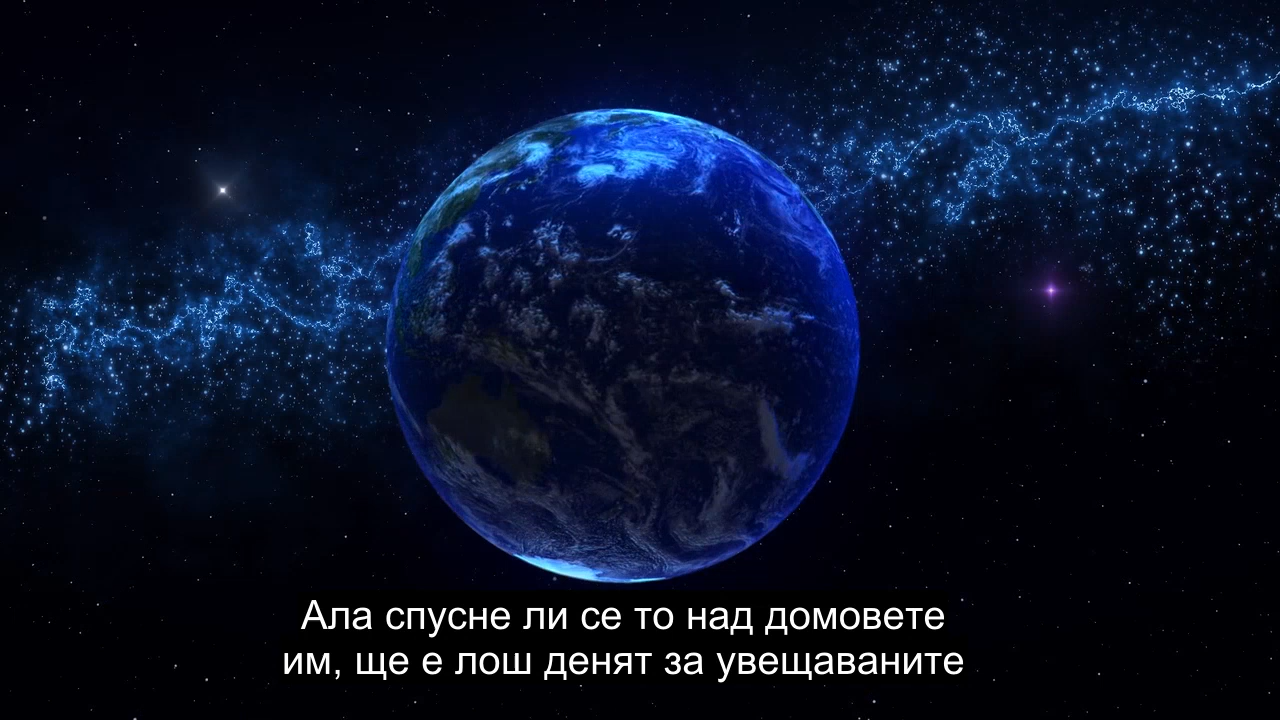 Ала спусне ли се то над домовете
им, ще е лош денят за увещаваните